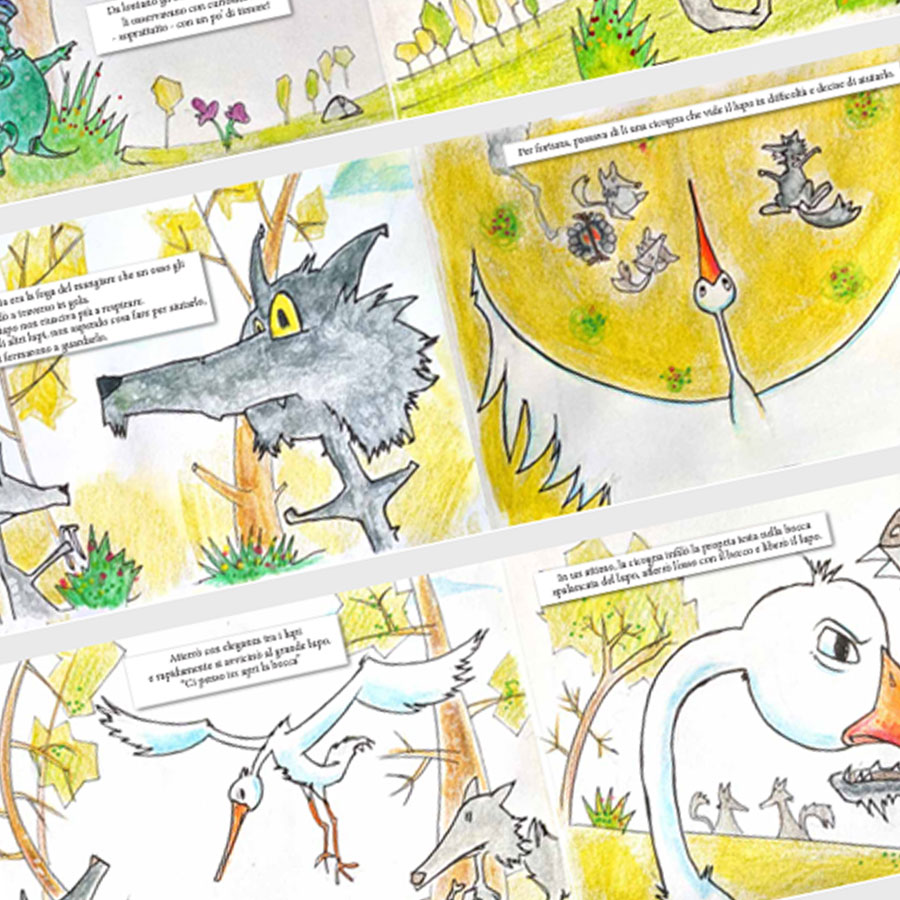 Da lontano gli
li osservavano con
- soprattutto - con un po' di timore!
Per fortuna, passava di lì una cicogna che vide il lupo in difficoltà e decise di aiutarlo.
era la foga del mangiare che un osso gli
a traverso in gola.
lupo non riusciva più a respirare.
altri lupi, non sapendo cosa fare per aiutarlo,
fermavano a guardarlo.
In un attimo, la cicogna infilò la propria testa nella bocca
spalancata del lupo, afferrò l'osso con il becco e liberò il lupo.
Atterrò con eleganza tra i lupi
e rapidamente si avvicinò al grande lupo.
"Ci penso io: apri la bocca"